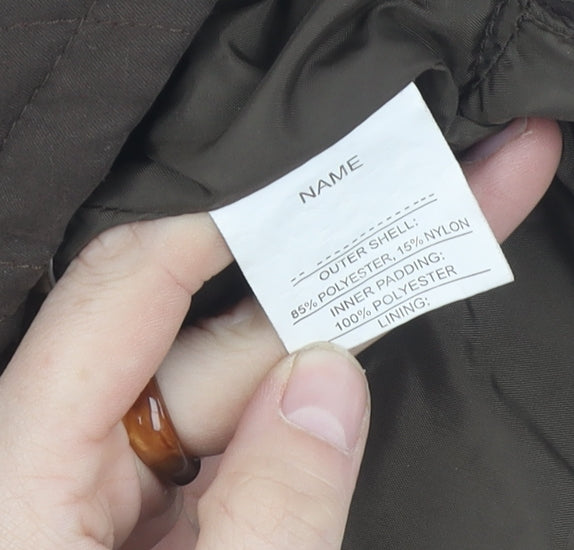 NAME
OUTER SHELL:
85% POLYESTER, 15% NYLON
INNER PADDING:
100% POLYESTER
LINING: